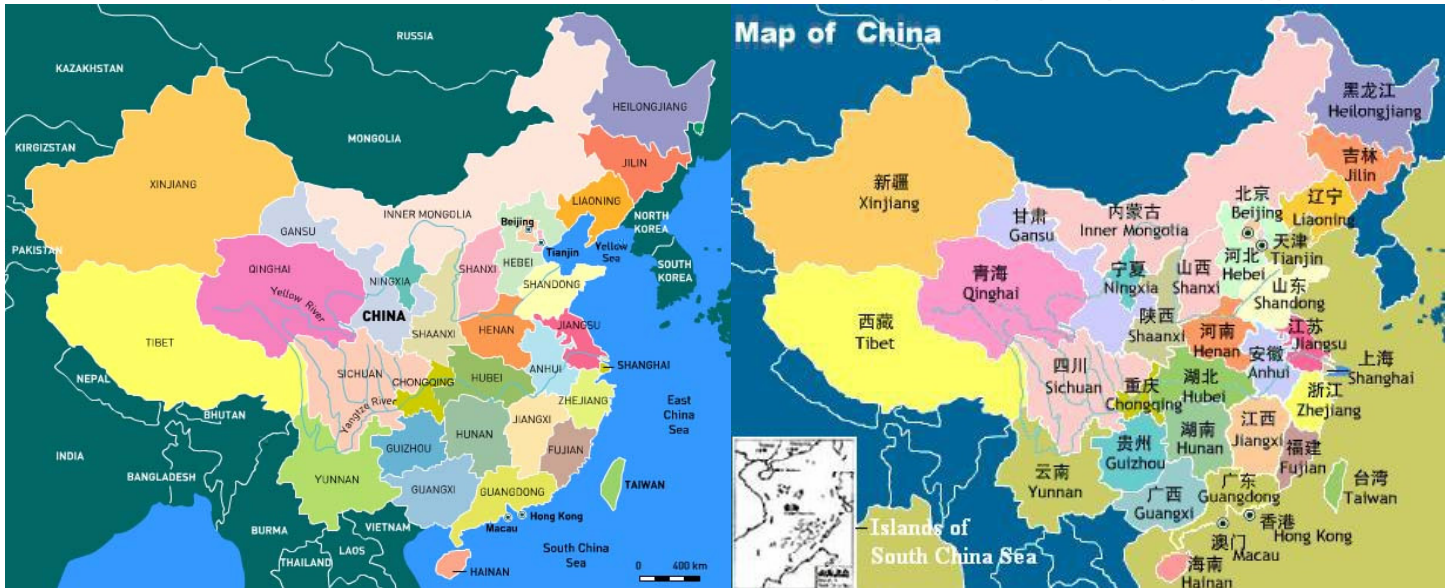 RUSSIA
KAZAKHSTAN
HEILONGJIANG
MONGOLIA
KIRGIZSTAN
JILIN
XINJIANG
LIAONING
INNER MONGOLIA
Beijing
NORTH
KOREA
GANSU
Tianjin
Yellow
Sea
PAKISTAN
HEBEI
SOUTH
KOREA
QINGHAI
SHANXI
NINGXIA
SHANDONG
Yellow River
CHINA
JIANGSU
SHAANXI
HENAN
TIBET
SHANGHAI
SICHUAN
ANHUI
NEPAL
CHONGQING
HUBEI
Yangtze River
ZHEJIANG
EAST
China
Sea
BHUTAN
JIANGXI
HUNAN
GUIZHOU
FUJIAN
INDIA
BANGLADESH
YUNNAN
TAIWAN
GUANGXI
GUANGDONG
Hong Kong
Macau
BURMA
VIETNAM
LAOS
South China
Sea
THAILAND
HAINAN
0 400 km
Map of China
黑龙江
Heilongjiang
吉林
Jilin
新疆
Xinjiang
北京
Beijing
辽宁
Liaoning
甘肃
Gansu
内蒙古
Inner Mongolia
天津
Tianjin
河北
Hebei
青海
Qinghai
宁夏
Ningxia
山西
Shanxi
山东
Shandong
西藏
Tibet
陕西
Shaanxi
河南
Henan
江苏
Jiangsu
安徽
Anhui
上海
Shanghai
四川
Sichuan
重庆
Chongqing
湖北
Hubei
浙江
Zhejiang
江西
Jiangxi
贵州
Guizhou
湖南
Hunan
福建
Fujian
云南
Yunnan
台湾
Taiwan
广东
Guangdong
广西
Guangxi
香港
Hong Kong
澳门
Macau
Islands of
South China Sea
海南
Hainan